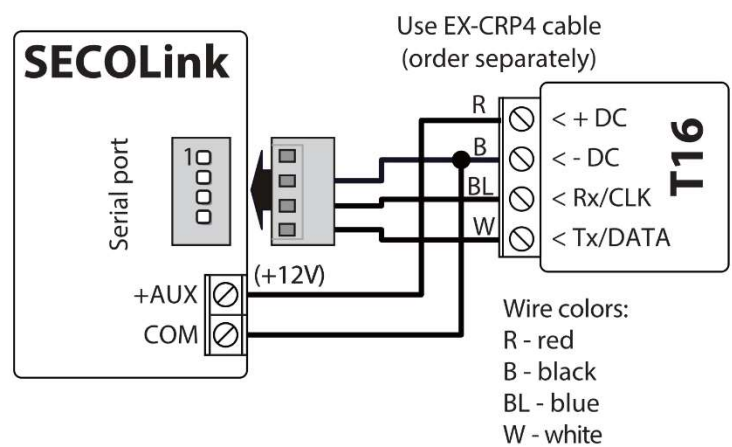 Use EX-CRP4 cable
(order separately)
SECOLink
Serial port
1
R
B
BL
W
< + DC
< - DC
< Rx/CLK
< Tx/DATA
T16
(+12V)
+AUX
COM
Wire colors:
R - red
B - black
BL - blue
W - white